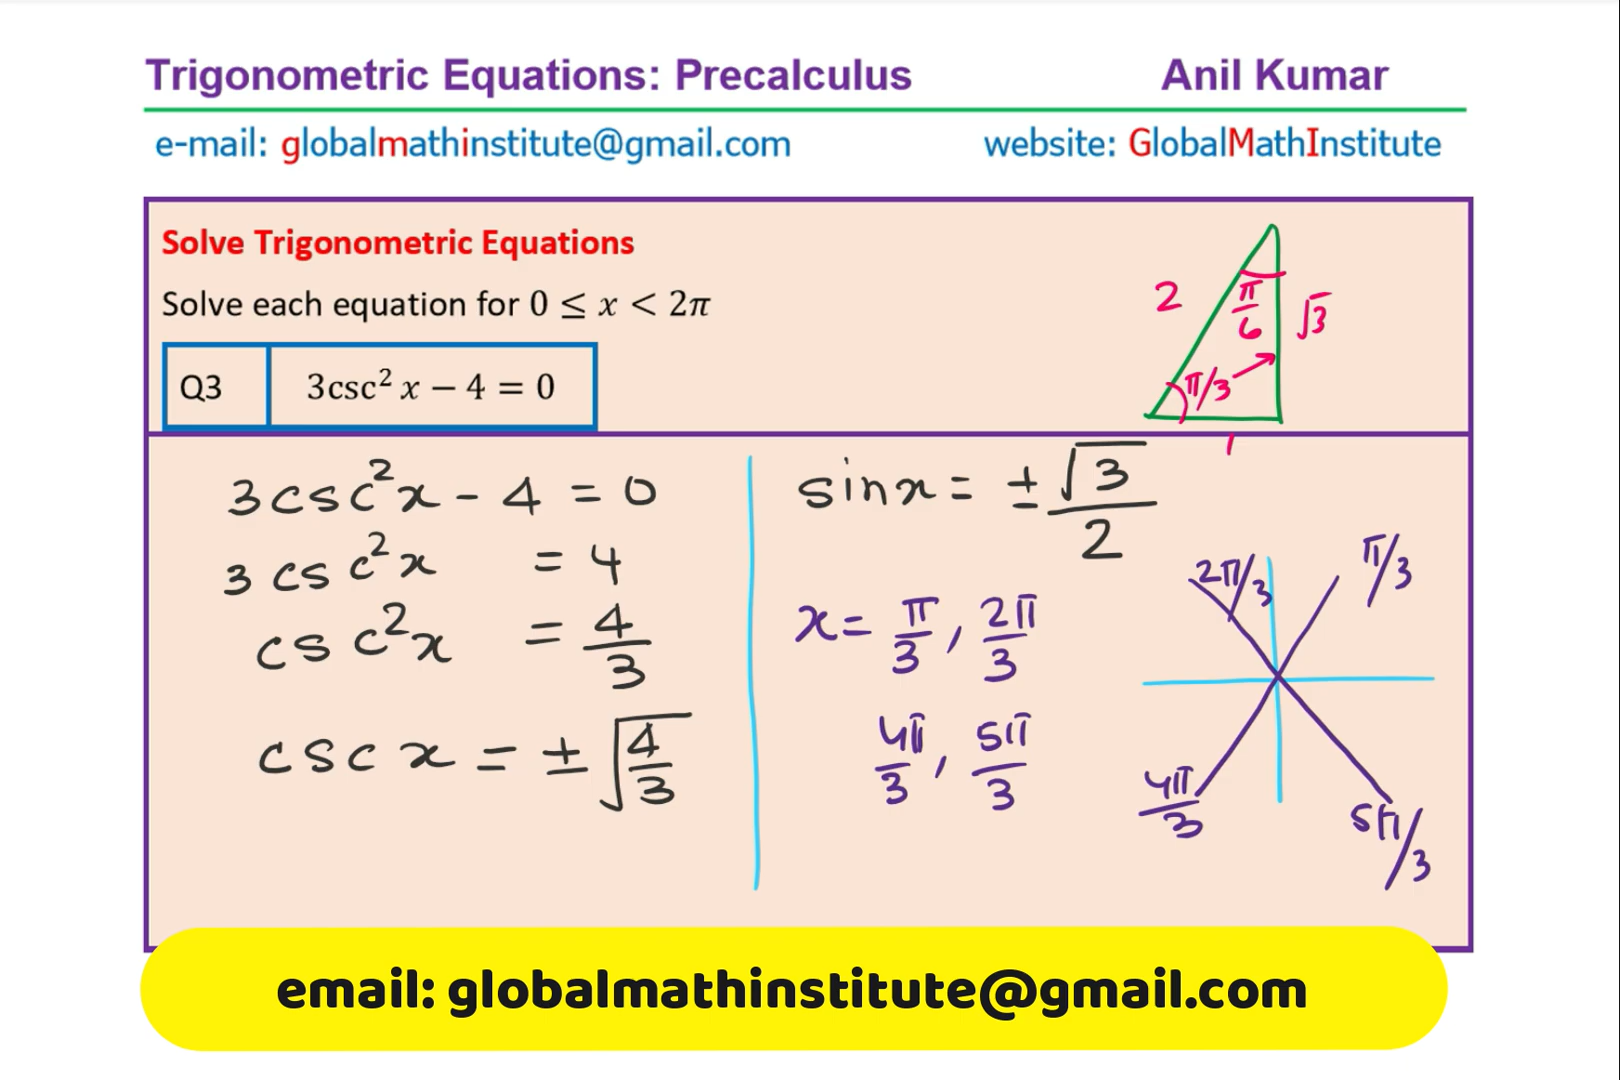 Trigonometric Equations: Precalculus Anil Kumar
e-mail: globalmathinstitute@gmail.com website: GlobalMathInstitute
Solve Trigonometric Equations
Solve each equation for 0 ≤ x < 2π
Q3 3csc² x − 4 = 0
2 π/6 √3
π/3
1
3csc²x - 4 = 0
3 csc²x = 4
csc²x = 4/3
csc x = ± √(4/3)
sinx = ± √3/2
x = π/3, 2π/3
4π/3, 5π/3
2π/3 π/3
4π/3 5π/3
email: globalmathinstitute@gmail.com